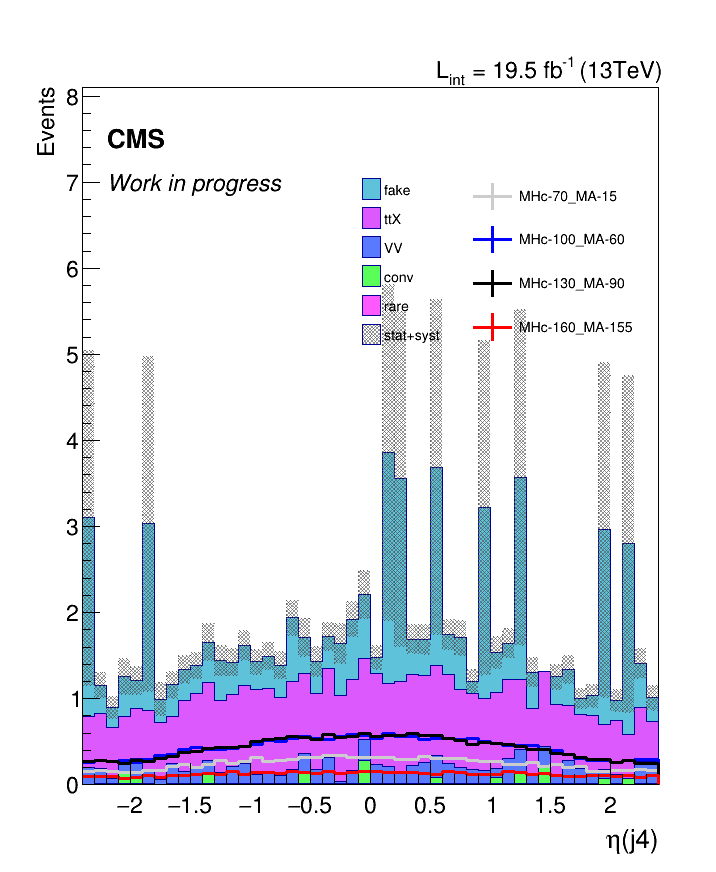 L_int = 19.5 fb^-1 (13TeV)
Events
8
7
6
5
4
3
2
1
0
CMS
Work in progress
fake
ttX
VV
conv
rare
stat+syst
MHc-70_MA-15
MHc-100_MA-60
MHc-130_MA-90
MHc-160_MA-155
−2 −1.5 −1 −0.5 0 0.5 1 1.5 2
η(j4)